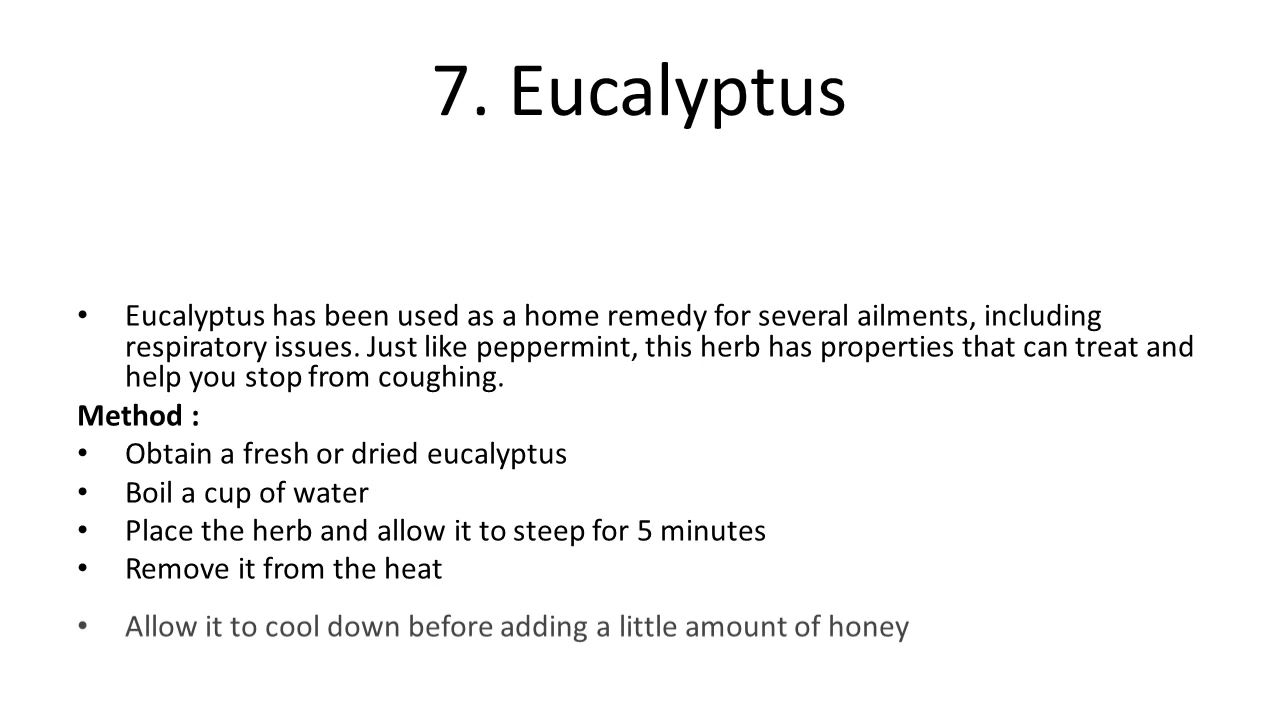 7. Eucalyptus
• Eucalyptus has been used as a home remedy for several ailments, including
respiratory issues. Just like peppermint, this herb has properties that can treat and
help you stop from coughing.
Method :
• Obtain a fresh or dried eucalyptus
• Boil a cup of water
• Place the herb and allow it to steep for 5 minutes
• Remove it from the heat
• Allow it to cool down before adding a little amount of honey